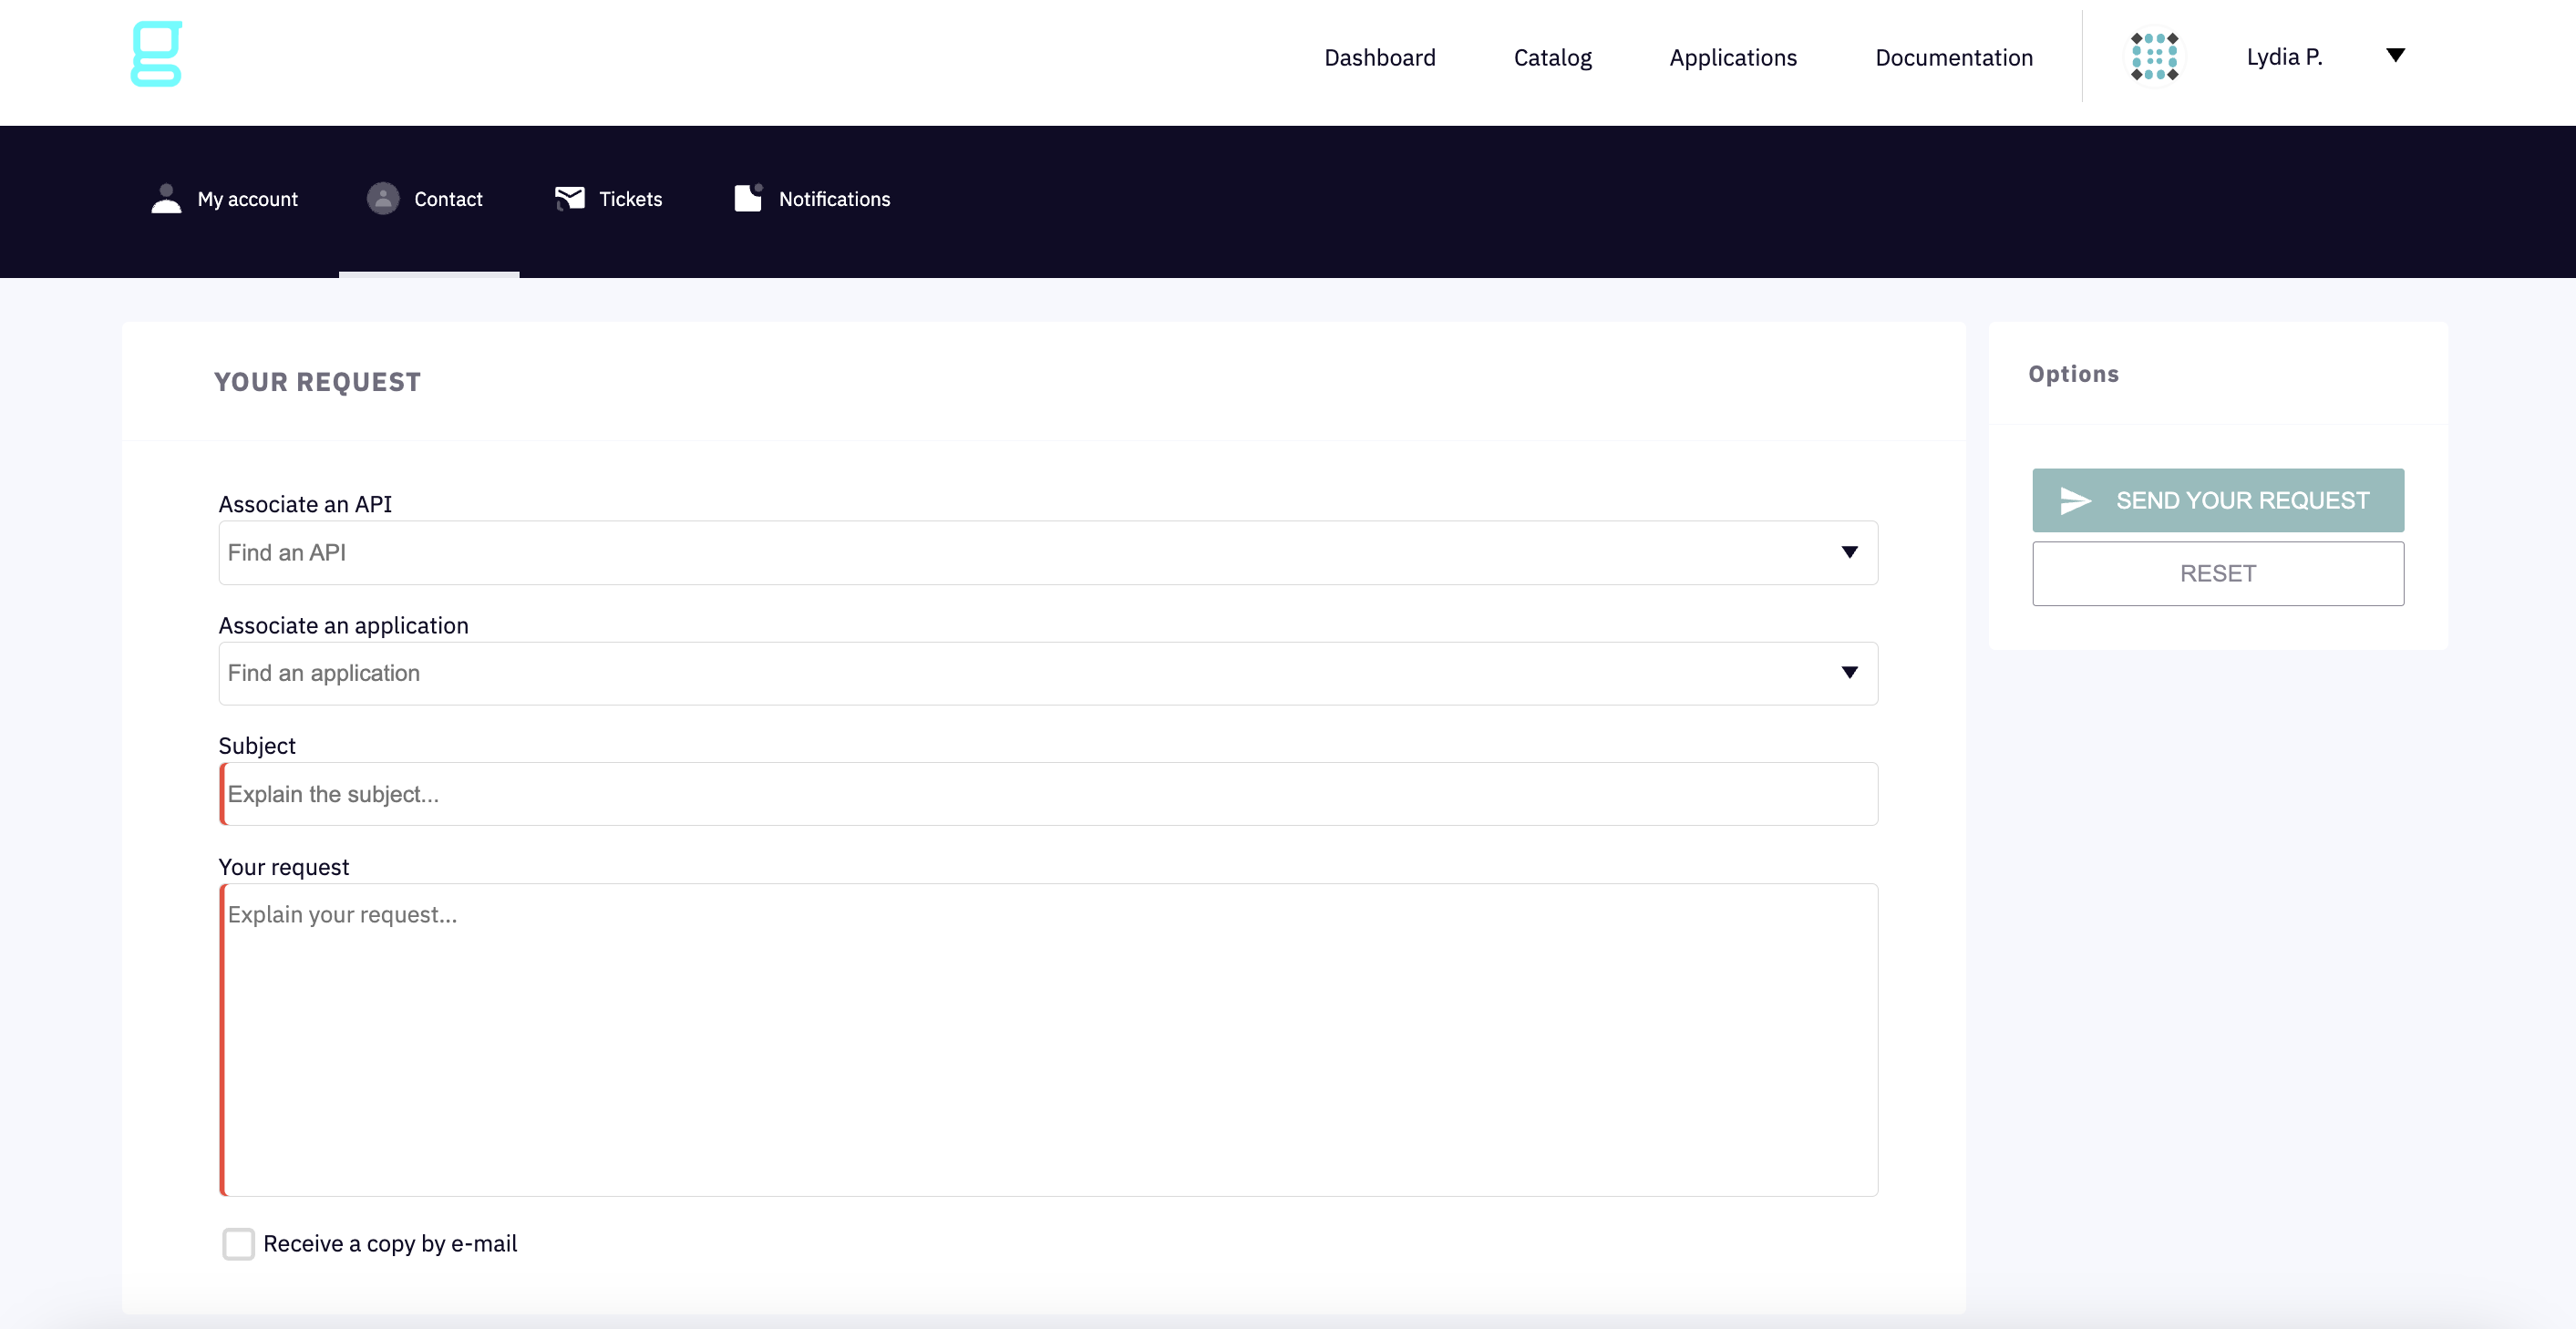 g
Dashboard
Catalog
Applications
Documentation
Lydia P.
My account
Contact
Tickets
Notifications
YOUR REQUEST
Associate an API
Find an API
Associate an application
Find an application
Subject
Explain the subject...
Your request
Explain your request...
Receive a copy by e-mail
Options
SEND YOUR REQUEST
RESET